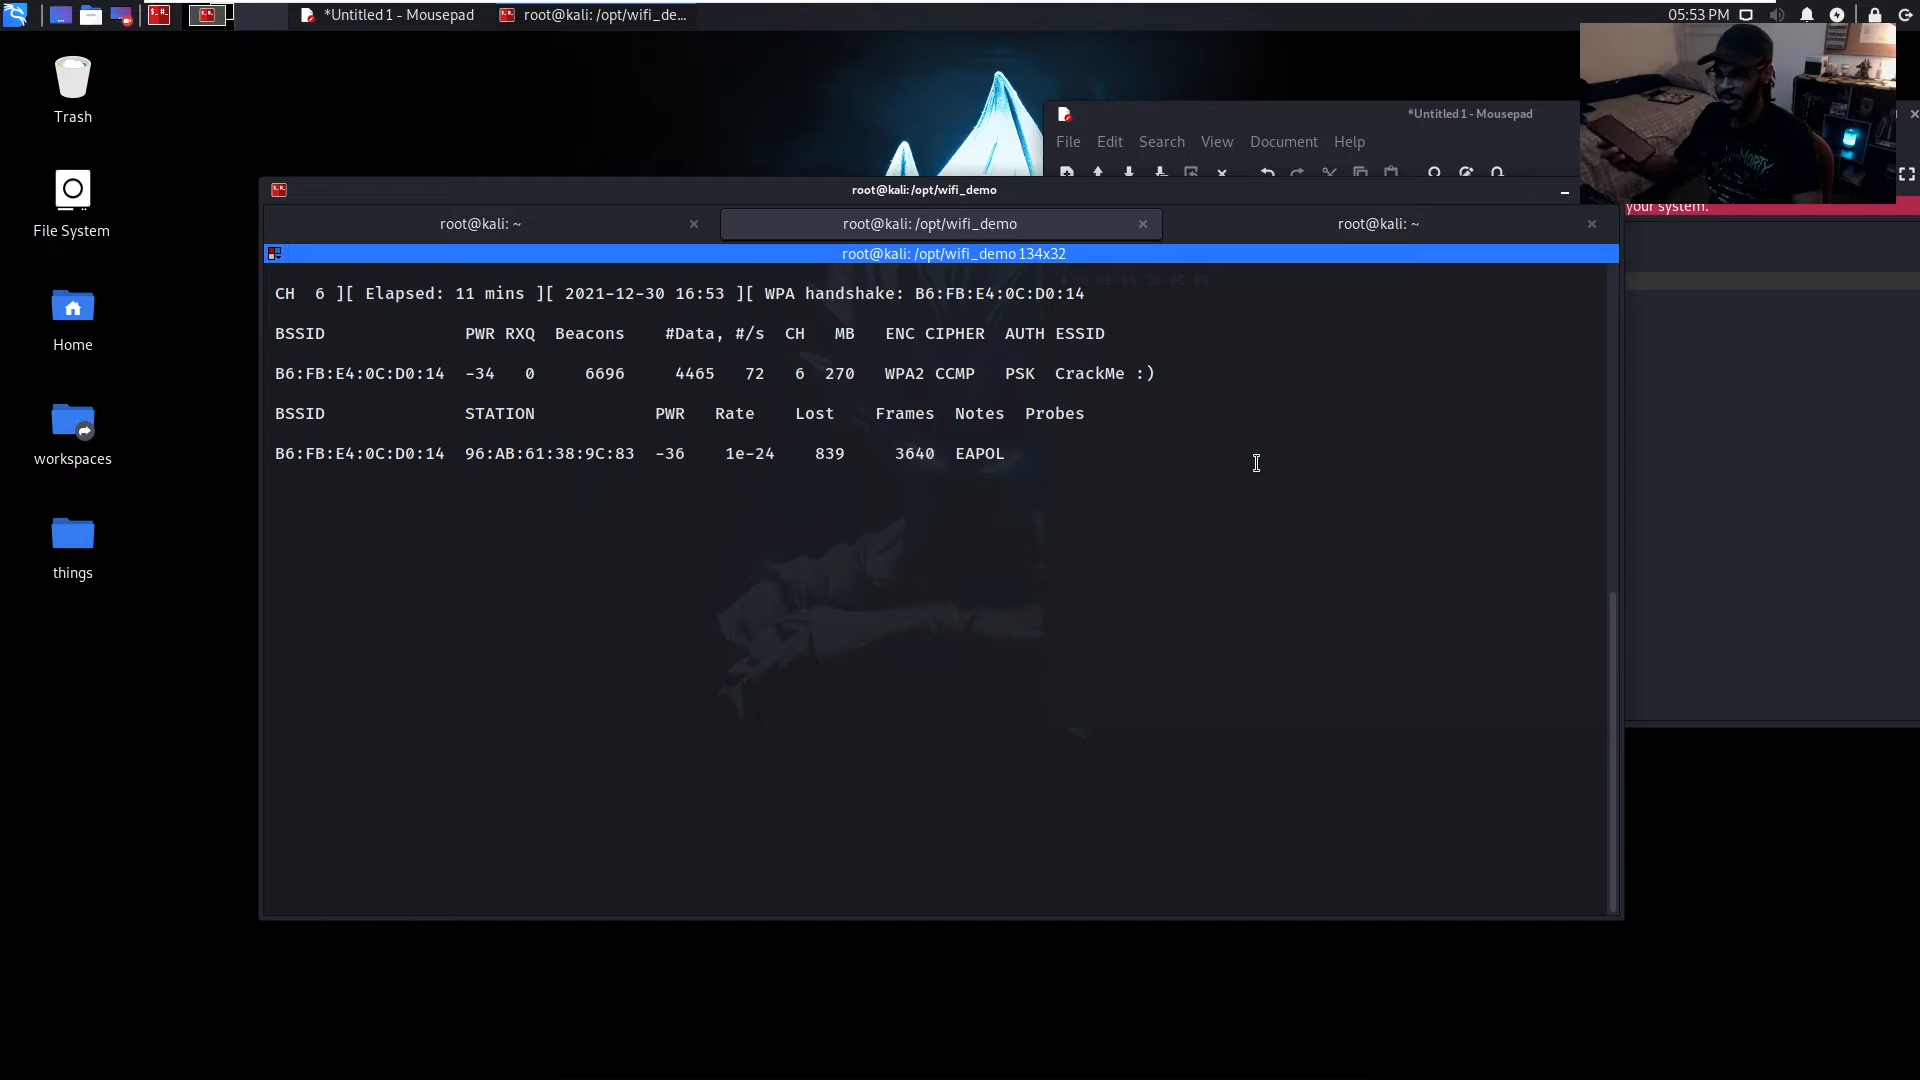 *Untitled 1 - Mousepad
root@kali: /opt/wifi_de...
05:53 PM
Trash
File System
Home
workspaces
things
*Untitled 1 - Mousepad
File Edit Search View Document Help
your system.
root@kali: /opt/wifi_demo
root@kali: ~
root@kali: /opt/wifi_demo
root@kali: ~
root@kali: /opt/wifi_demo 134x32
CH 6 ][ Elapsed: 11 mins ][ 2021-12-30 16:53 ][ WPA handshake: B6:FB:E4:0C:D0:14
BSSID PWR RXQ Beacons #Data, #/s CH MB ENC CIPHER AUTH ESSID
B6:FB:E4:0C:D0:14 -34 0 6696 4465 72 6 270 WPA2 CCMP PSK CrackMe :)
BSSID STATION PWR Rate Lost Frames Notes Probes
B6:FB:E4:0C:D0:14 96:AB:61:38:9C:83 -36 1e-24 839 3640 EAPOL